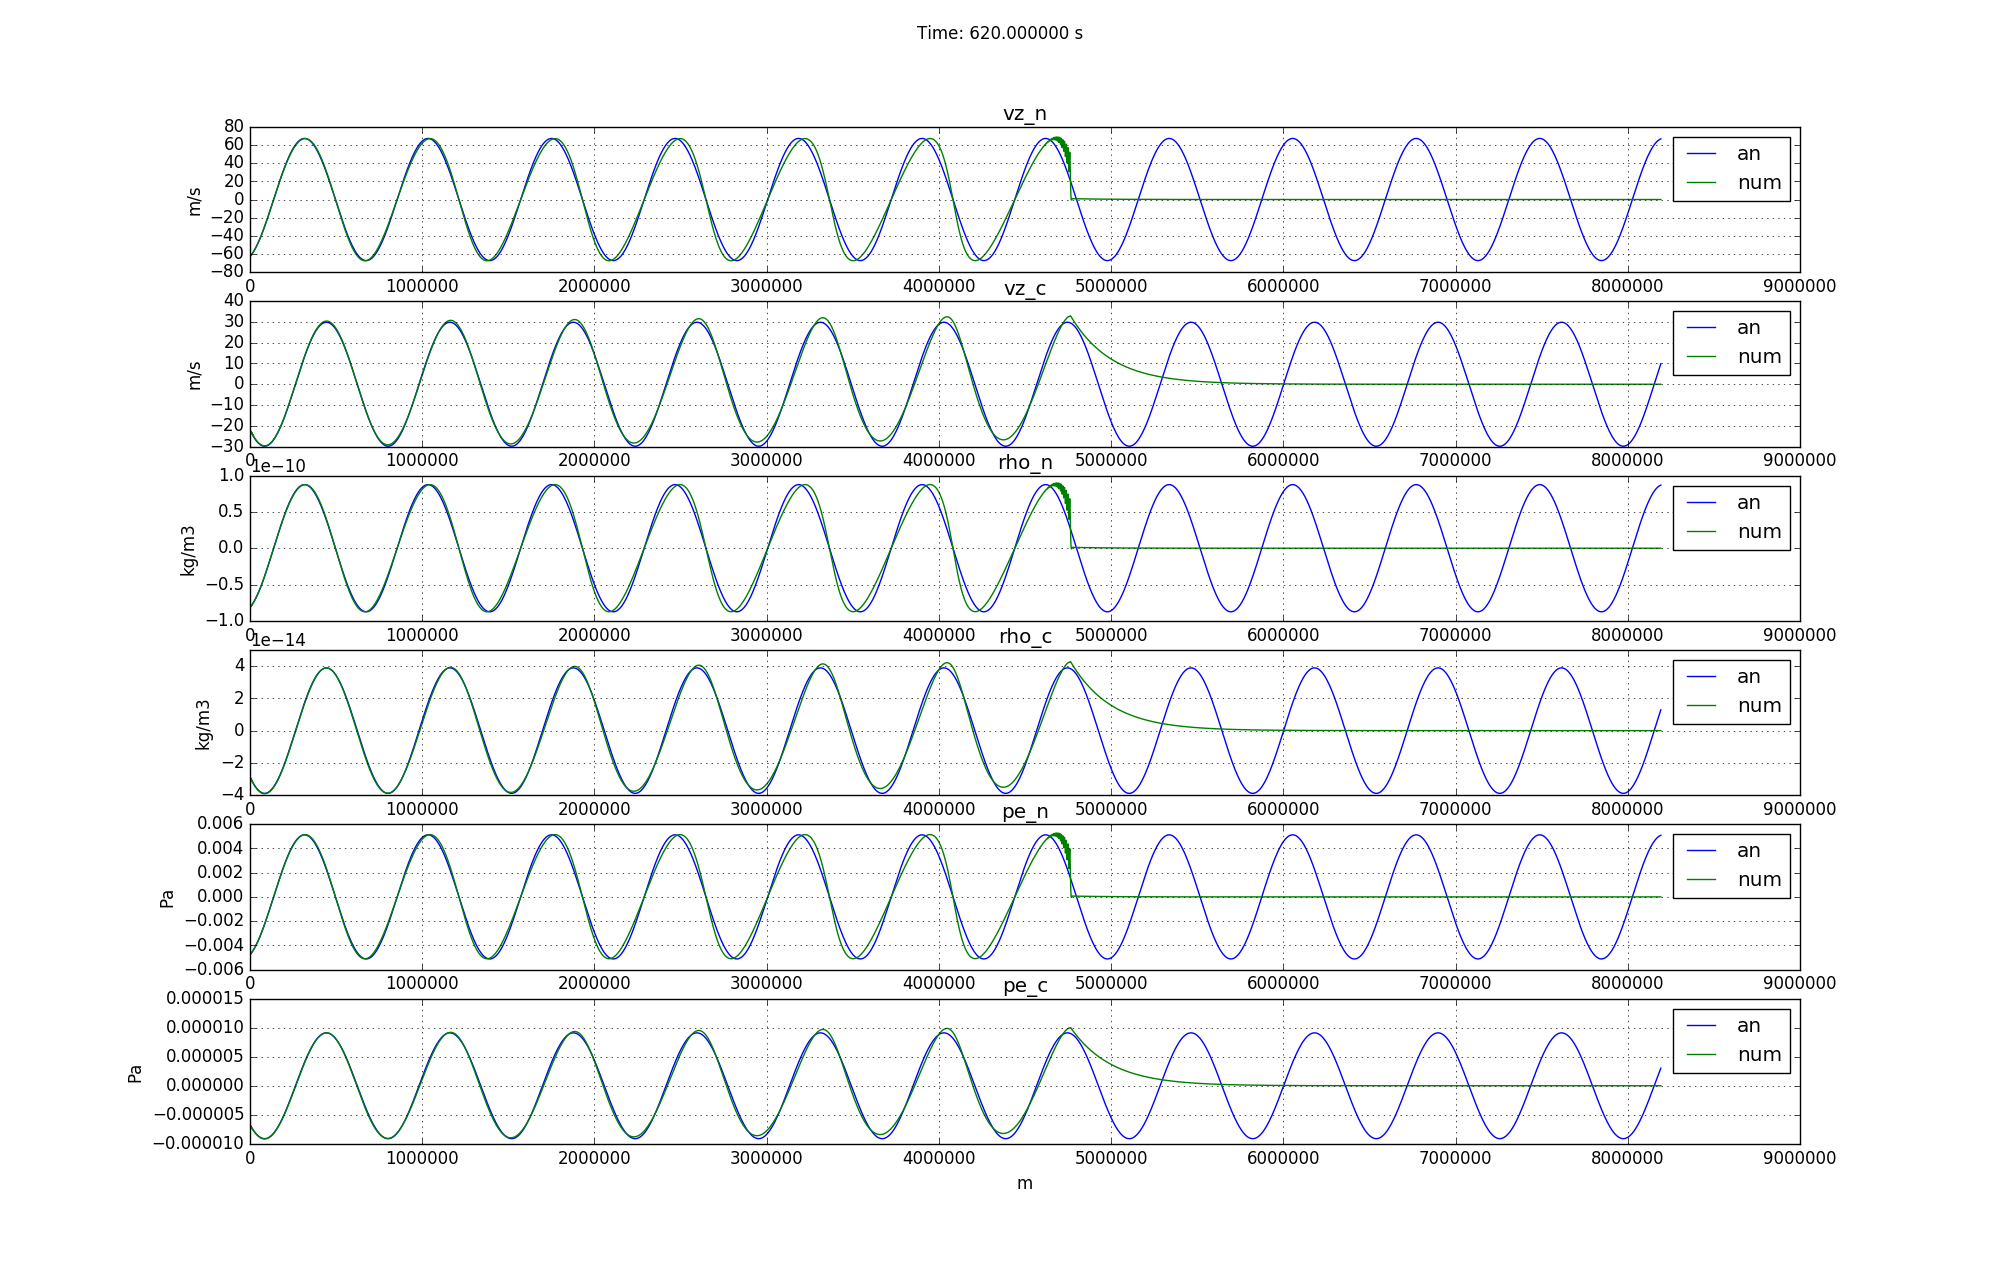 Time: 620.000000 s
vz_n
80
60
40
20
0
−20
−40
−60
−80
m/s
an
num
0 1000000 2000000 3000000 4000000 5000000 6000000 7000000 8000000 9000000
vz_c
40
30
20
10
0
−10
−20
−30
m/s
an
num
0 1000000 2000000 3000000 4000000 5000000 6000000 7000000 8000000 9000000
1e−10
rho_n
1.0
0.5
0.0
−0.5
−1.0
kg/m3
an
num
0 1000000 2000000 3000000 4000000 5000000 6000000 7000000 8000000 9000000
1e−14
rho_c
4
2
0
−2
−4
kg/m3
an
num
0 1000000 2000000 3000000 4000000 5000000 6000000 7000000 8000000 9000000
pe_n
0.006
0.004
0.002
0.000
−0.002
−0.004
−0.006
Pa
an
num
0 1000000 2000000 3000000 4000000 5000000 6000000 7000000 8000000 9000000
pe_c
0.000015
0.000010
0.000005
0.000000
−0.000005
−0.000010
Pa
an
num
0 1000000 2000000 3000000 4000000 5000000 6000000 7000000 8000000 9000000
m